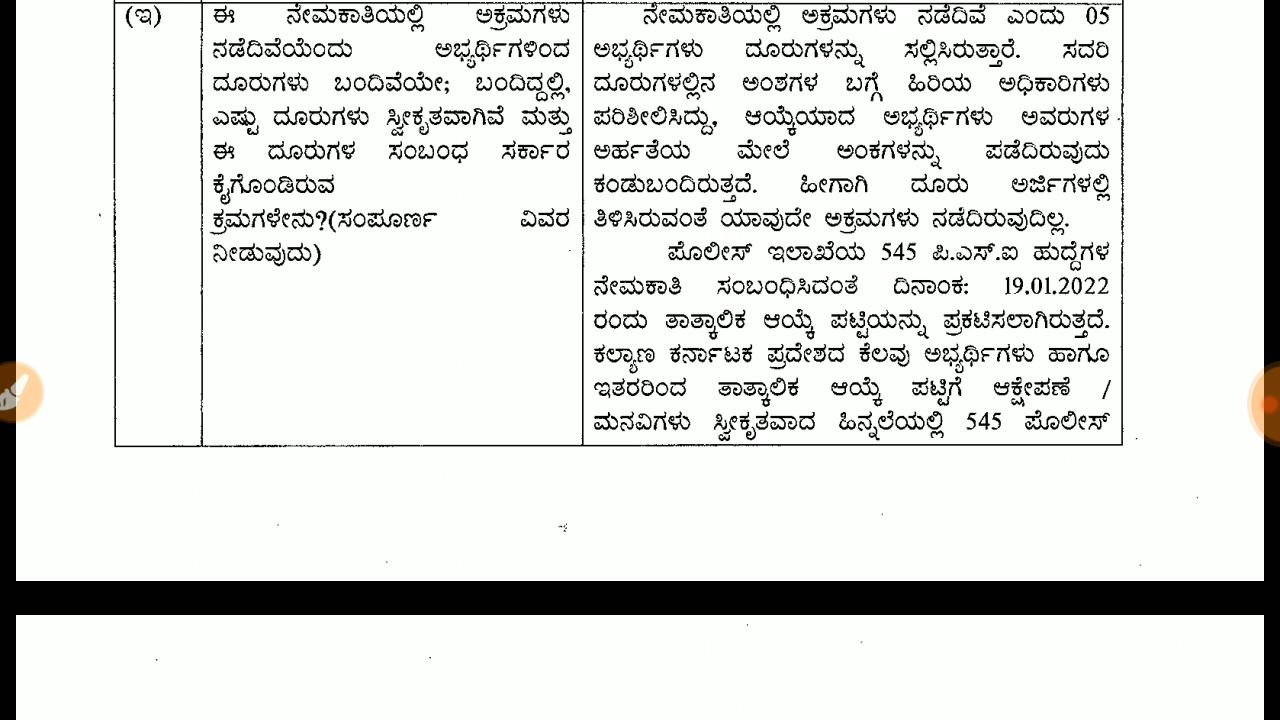 (ಇ)
ಈ ನೇಮಕಾತಿಯಲ್ಲಿ ಅಕ್ರಮಗಳು
ನಡೆದಿವೆಯೆಂದು ಅಭ್ಯರ್ಥಿಗಳಿಂದ
ದೂರುಗಳು ಬಂದಿವೆಯೇ; ಬಂದಿದ್ದಲ್ಲಿ,
ಎಷ್ಟು ದೂರುಗಳು ಸ್ವೀಕೃತವಾಗಿವೆ ಮತ್ತು
ಈ ದೂರುಗಳ ಸಂಬಂಧ ಸರ್ಕಾರ
ಕೈಗೊಂಡಿರುವ
ಕ್ರಮಗಳೇನು?(ಸಂಪೂರ್ಣ ವಿವರ
ನೀಡುವುದು)
ನೇಮಕಾತಿಯಲ್ಲಿ ಅಕ್ರಮಗಳು ನಡೆದಿವೆ ಎಂದು 05
ಅಭ್ಯರ್ಥಿಗಳು ದೂರುಗಳನ್ನು ಸಲ್ಲಿಸಿರುತ್ತಾರೆ. ಸದರಿ
ದೂರುಗಳಲ್ಲಿನ ಅಂಶಗಳ ಬಗ್ಗೆ ಹಿರಿಯ ಅಧಿಕಾರಿಗಳು
ಪರಿಶೀಲಿಸಿದ್ದು, ಆಯ್ಕೆಯಾದ ಅಭ್ಯರ್ಥಿಗಳು ಅವರುಗಳ
ಅರ್ಹತೆಯ ಮೇಲೆ ಅಂಕಗಳನ್ನು ಪಡೆದಿರುವುದು
ಕಂಡುಬಂದಿರುತ್ತದೆ. ಹೀಗಾಗಿ ದೂರು ಅರ್ಜಿಗಳಲ್ಲಿ
ತಿಳಿಸಿರುವಂತೆ ಯಾವುದೇ ಅಕ್ರಮಗಳು ನಡೆದಿರುವುದಿಲ್ಲ.
ಪೊಲೀಸ್ ಇಲಾಖೆಯ 545 ಪಿ.ಎಸ್.ಐ ಹುದ್ದೆಗಳ
ನೇಮಕಾತಿ ಸಂಬಂಧಿಸಿದಂತೆ ದಿನಾಂಕ: 19.01.2022
ರಂದು ತಾತ್ಕಾಲಿಕ ಆಯ್ಕೆ ಪಟ್ಟಿಯನ್ನು ಪ್ರಕಟಿಸಲಾಗಿರುತ್ತದೆ.
ಕಲ್ಯಾಣ ಕರ್ನಾಟಕ ಪ್ರದೇಶದ ಕೆಲವು ಅಭ್ಯರ್ಥಿಗಳು ಹಾಗೂ
ಇತರರಿಂದ ತಾತ್ಕಾಲಿಕ ಆಯ್ಕೆ ಪಟ್ಟಿಗೆ ಆಕ್ಷೇಪಣೆ /
ಮನವಿಗಳು ಸ್ವೀಕೃತವಾದ ಹಿನ್ನಲೆಯಲ್ಲಿ 545 ಪೊಲೀಸ್